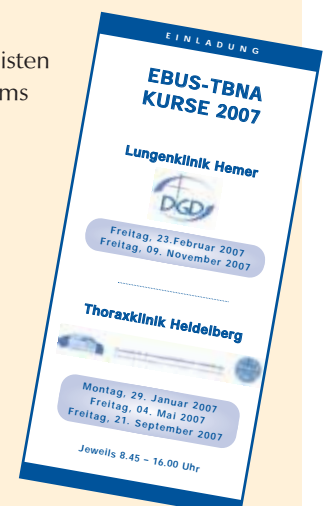 isten
ms
EINLADUNG
EBUS-TBNA
KURSE 2007
Lungenklinik Hemer
DGD
Freitag, 23.Februar 2007
Freitag, 09. November 2007
Thoraxklinik Heidelberg
Montag, 29. Januar 2007
Freitag, 04. Mai 2007
Freitag, 21. September 2007
Jeweils 8.45 – 16.00 Uhr